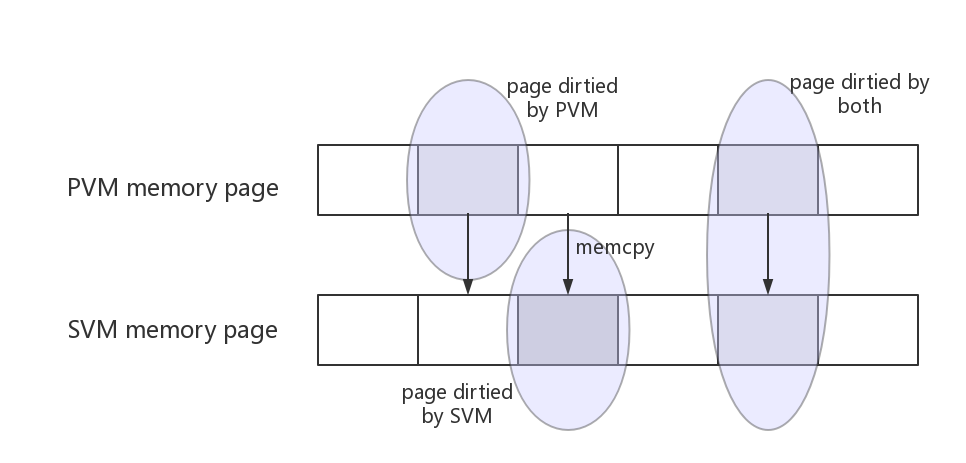 page dirtied
by PVM
page dirtied by
both
PVM memory page
memcpy
SVM memory page
page dirtied
by SVM